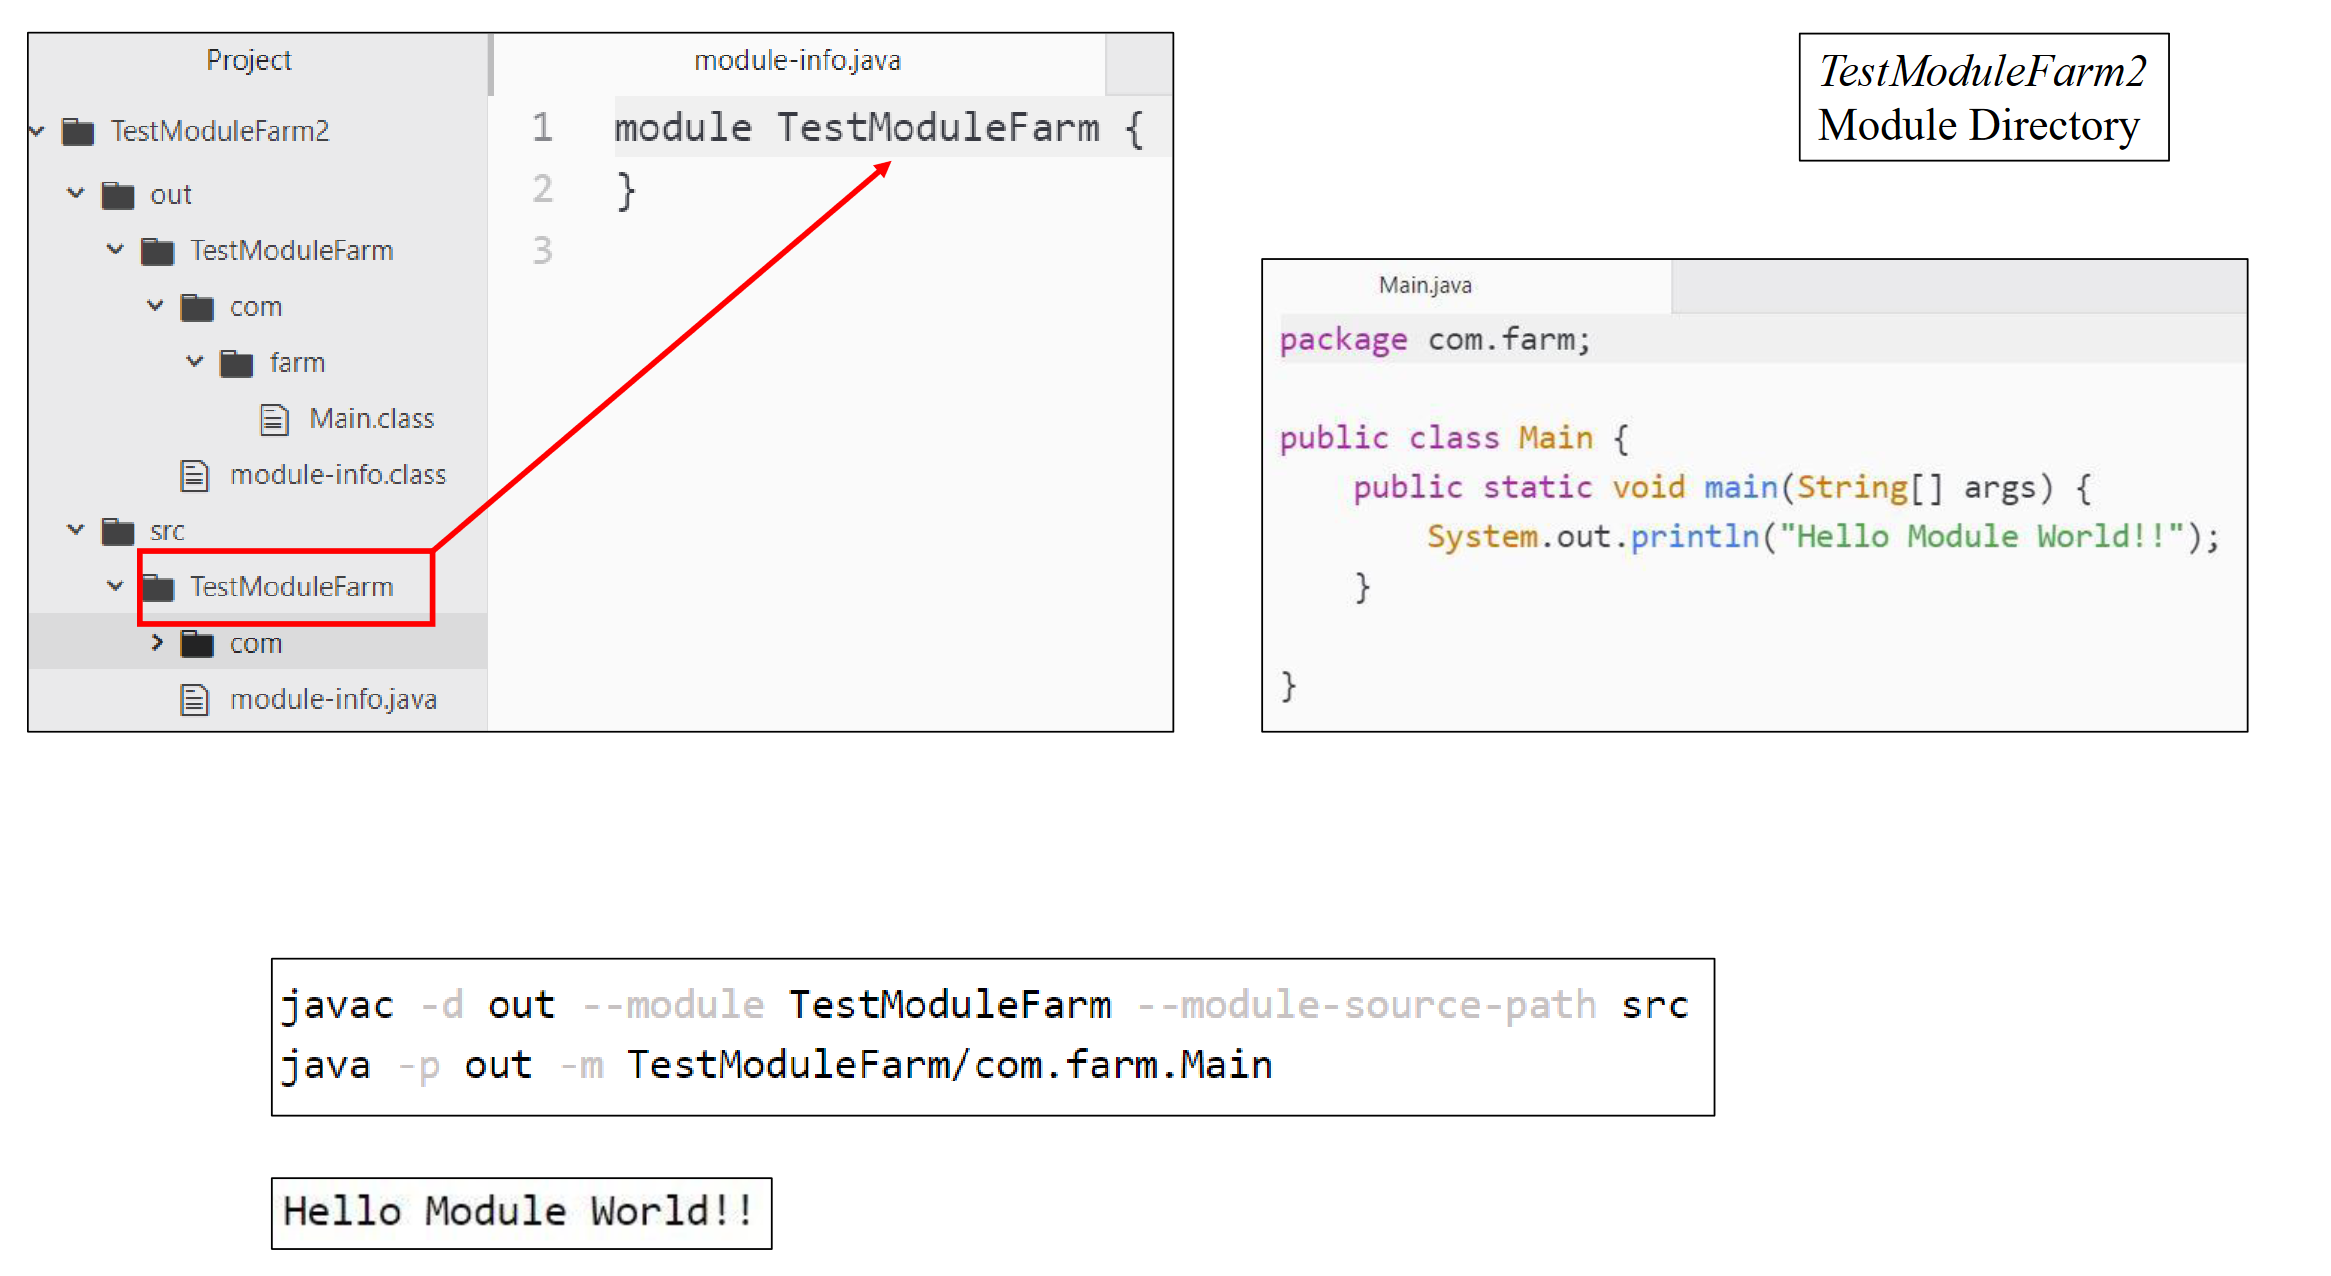 Project
TestModuleFarm2
out
TestModuleFarm
com
farm
Main.class
module-info.class
src
TestModuleFarm
com
module-info.java
module-info.java
1 module TestModuleFarm {
2 }
3
TestModuleFarm2
Module Directory
Main.java
package com.farm;
public class Main {
public static void main(String[] args) {
System.out.println("Hello Module World!!");
}
}
javac -d out --module TestModuleFarm --module-source-path src
java -p out -m TestModuleFarm/com.farm.Main
Hello Module World!!